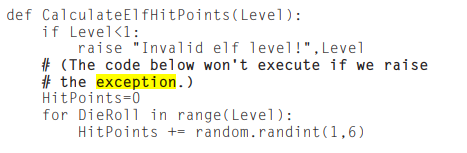 def CalculateElfHitPoints(Level):
    if Level<1:
        raise "Invalid elf level!",Level
    # (The code below won't execute if we raise
    # the exception.)
    HitPoints=0
    for DieRoll in range(Level):
        HitPoints += random.randint(1,6)